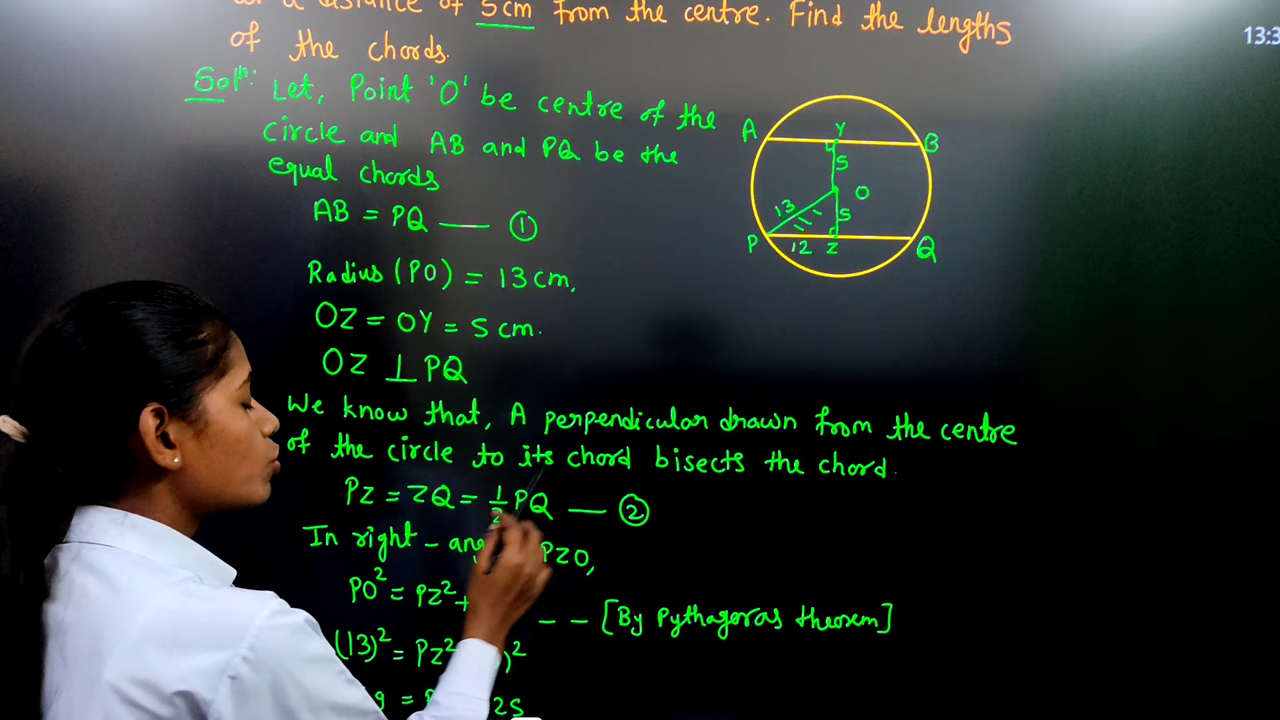 at a distance of 5cm from the centre. Find the lengths
of the chords.
Solⁿ: Let, Point 'O' be centre of the
circle and AB and PQ be the
equal chords
AB = PQ —— ①
Radius (PO) = 13 cm,
OZ = OY = 5 cm.
OZ ⊥ PQ
We know that, A perpendicular drawn from the centre
of the circle to its chord bisects the chord.
PZ = ZQ = 1/2 PQ —— ②
In right - ang PZO,
PO² = PZ² +
— — [By Pythagoras theorem]
(13)² = PZ² )²
9 = 25
A Y B
5
13 O
5
P 12 Z Q
13:3